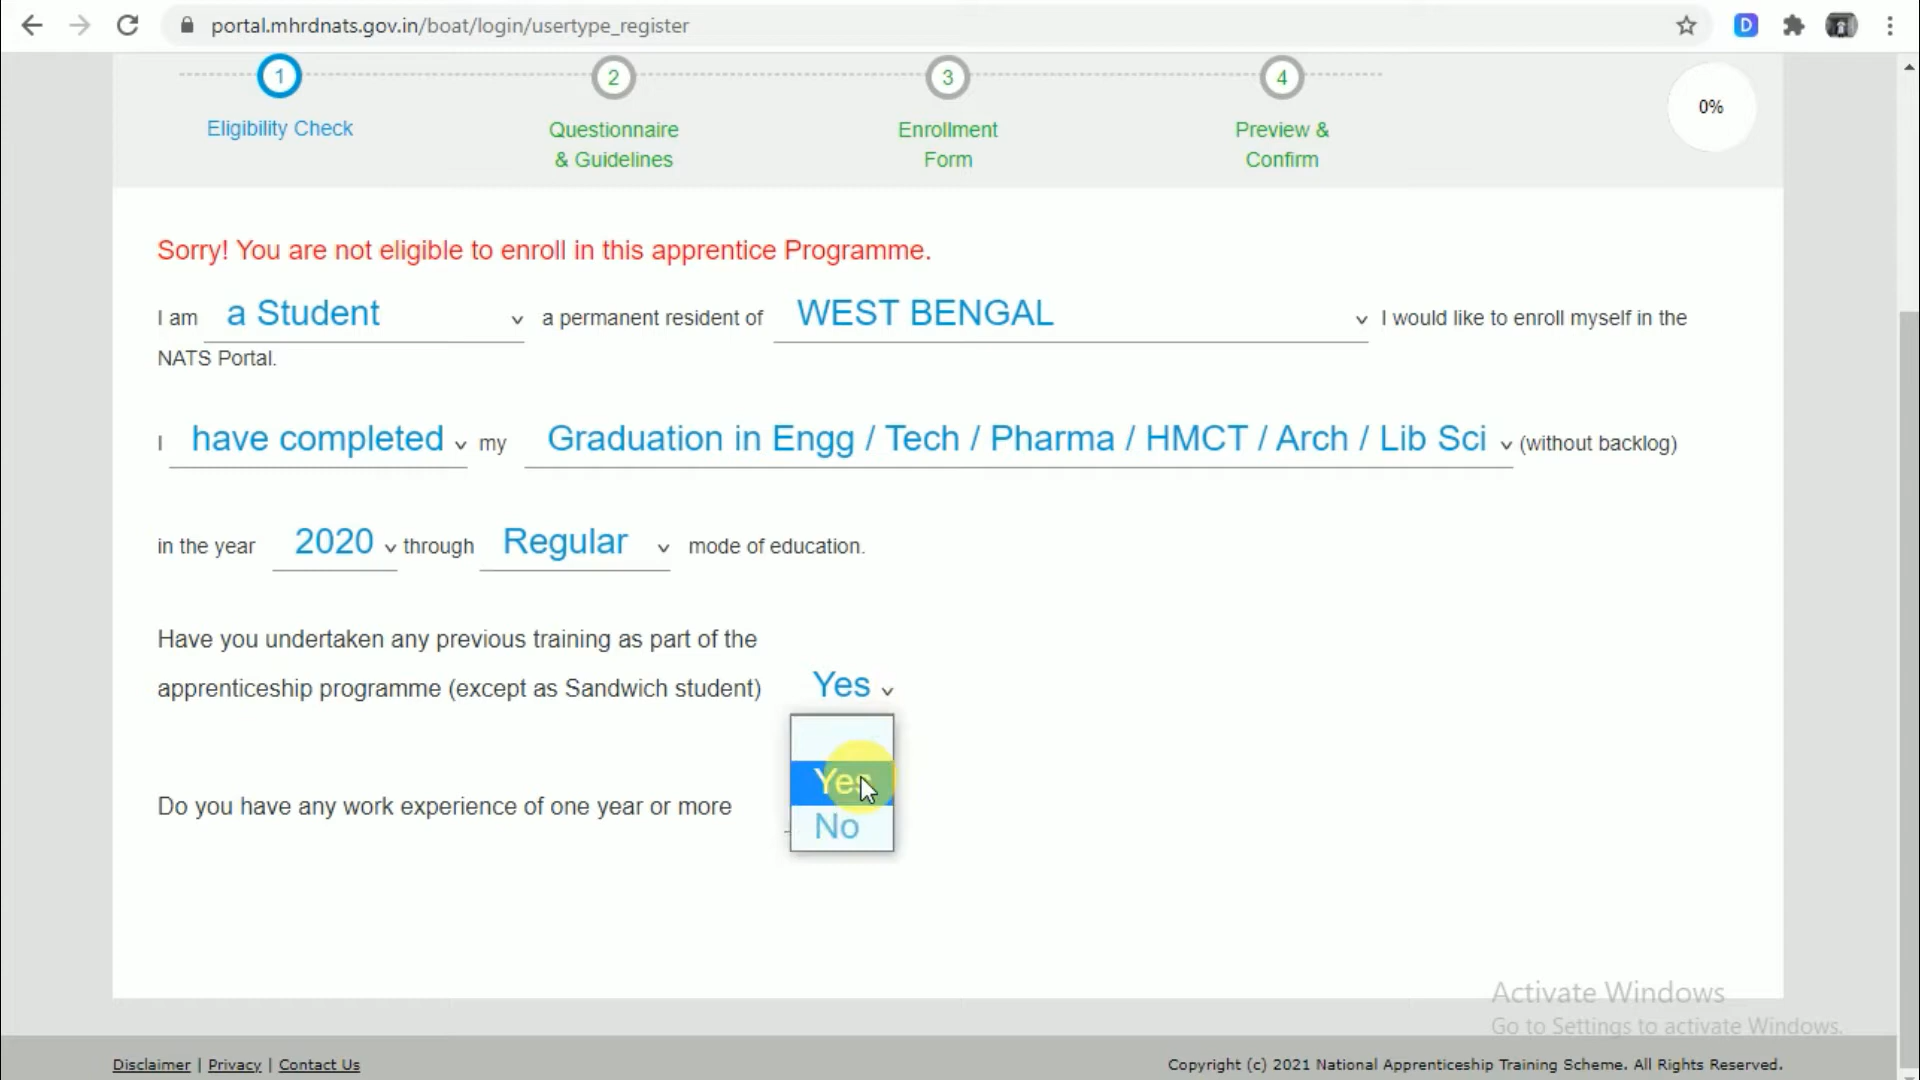 portal.mhrdnats.gov.in/boat/login/usertype_register
D
1
2
3
4
0%
Eligibility Check
Questionnaire
& Guidelines
Enrollment
Form
Preview &
Confirm
Sorry! You are not eligible to enroll in this apprentice Programme.
I am a Student a permanent resident of WEST BENGAL I would like to enroll myself in the
NATS Portal.
I have completed my Graduation in Engg / Tech / Pharma / HMCT / Arch / Lib Sci (without backlog)
in the year 2020 through Regular mode of education.
Have you undertaken any previous training as part of the
apprenticeship programme (except as Sandwich student) Yes
Yes
Do you have any work experience of one year or more
No
Activate Windows
Go to Settings to activate Windows.
Disclaimer | Privacy | Contact Us
Copyright (c) 2021 National Apprenticeship Training Scheme. All Rights Reserved.